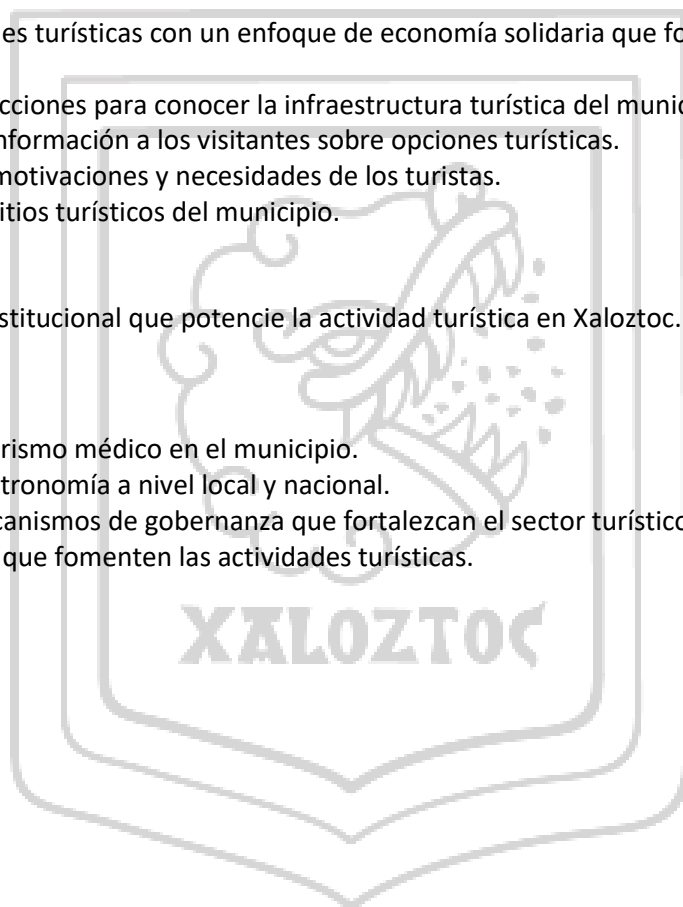 es turísticas con un enfoque de economía solidaria que fo
cciones para conocer la infraestructura turística del munic
nformación a los visitantes sobre opciones turísticas.
motivaciones y necesidades de los turistas.
itios turísticos del municipio.
stitucional que potencie la actividad turística en Xaloztoc.
rismo médico en el municipio.
tronomía a nivel local y nacional.
canismos de gobernanza que fortalezcan el sector turístico
que fomenten las actividades turísticas.
XALOZTOC